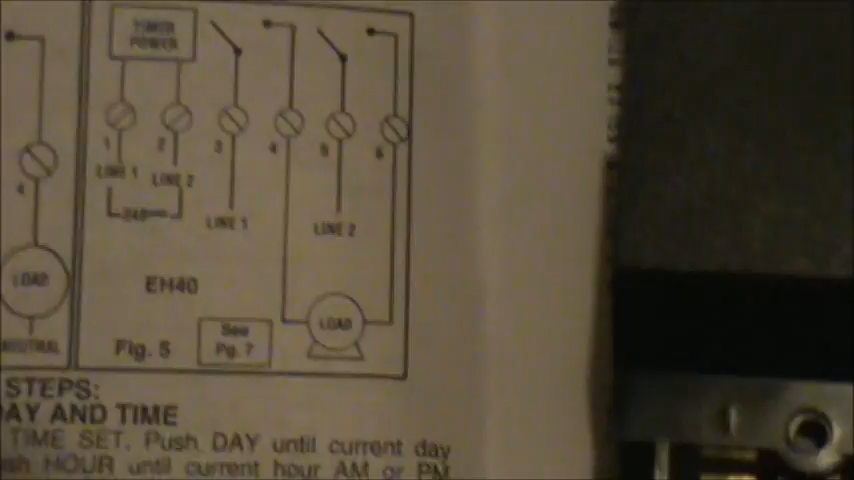 TIMER
POWER
1
2
3
4
5
6
LINE 1
LINE 2
240
LINE 1
LINE 2
4
LOAD
NEUTRAL
EH40
LOAD
Fig. 5
See
Pg. 7
STEPS:
DAY AND TIME
TIME SET. Push DAY until current day
HOUR until current hour AM or PM